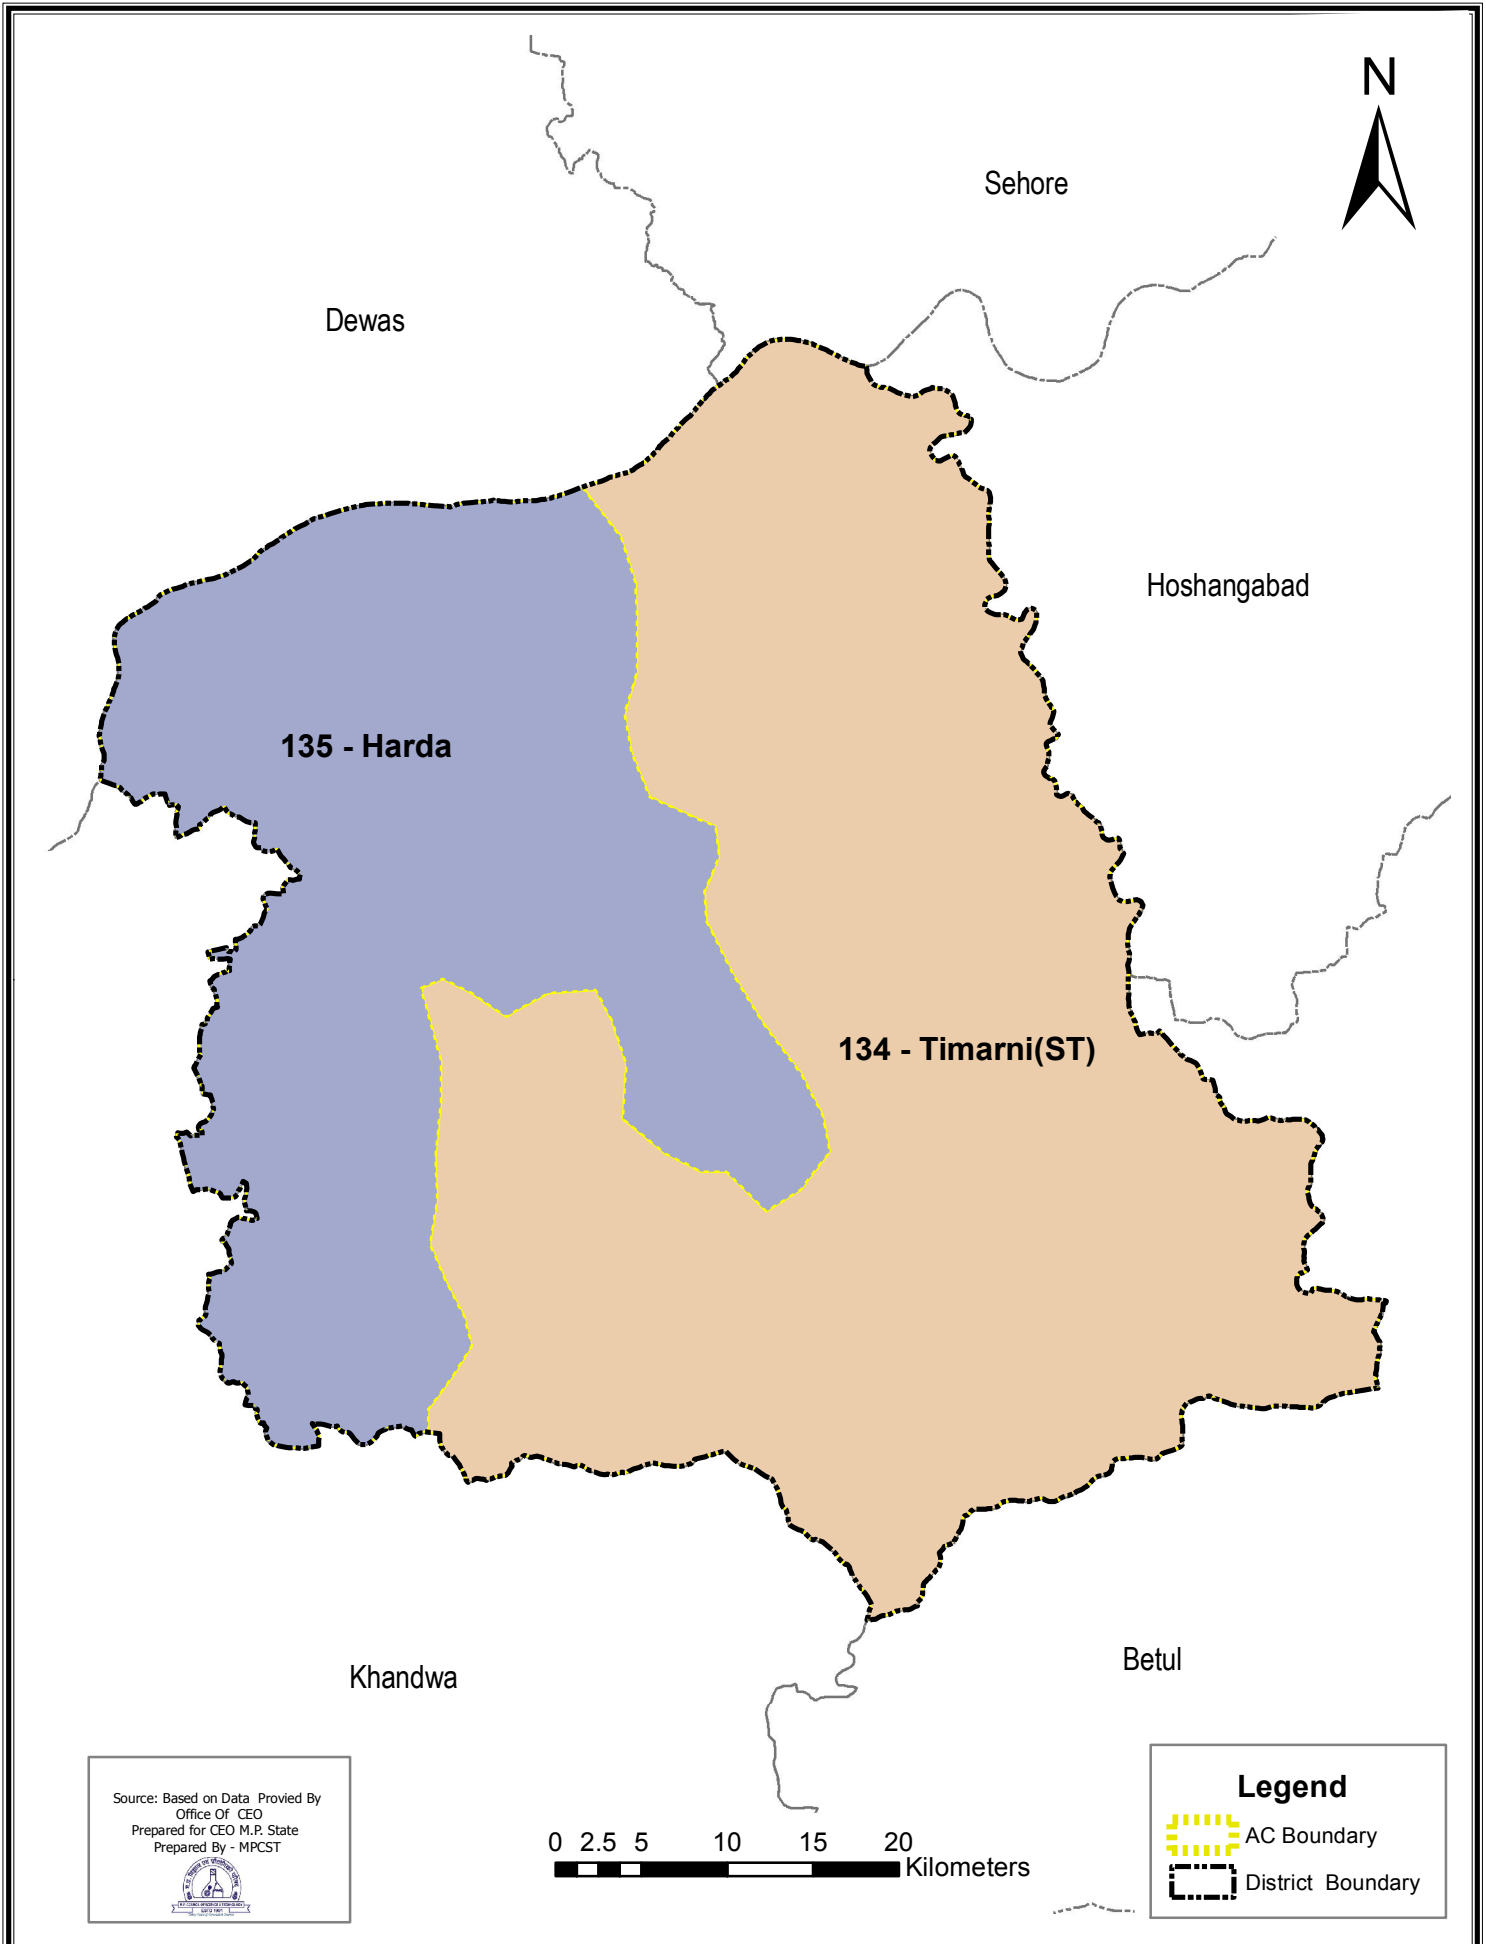 N
Sehore
Dewas
Hoshangabad
135 - Harda
134 - Timarni(ST)
Khandwa
Betul
Source: Based on Data Provied By
Office Of CEO
Prepared for CEO M.P. State
Prepared By - MPCST
0 2.5 5 10 15 20
Kilometers
Legend
AC Boundary
District Boundary